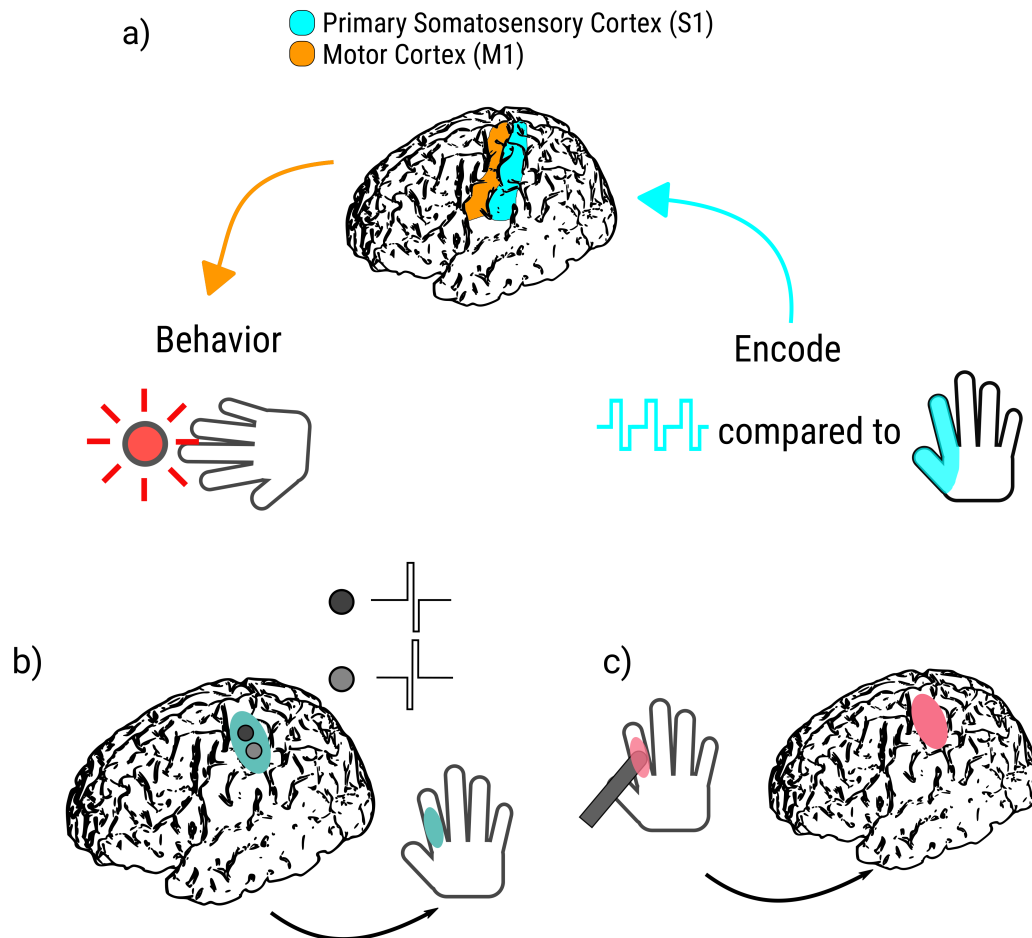 a)
Primary Somatosensory Cortex (S1)
Motor Cortex (M1)
Behavior
Encode
compared to
b)
c)